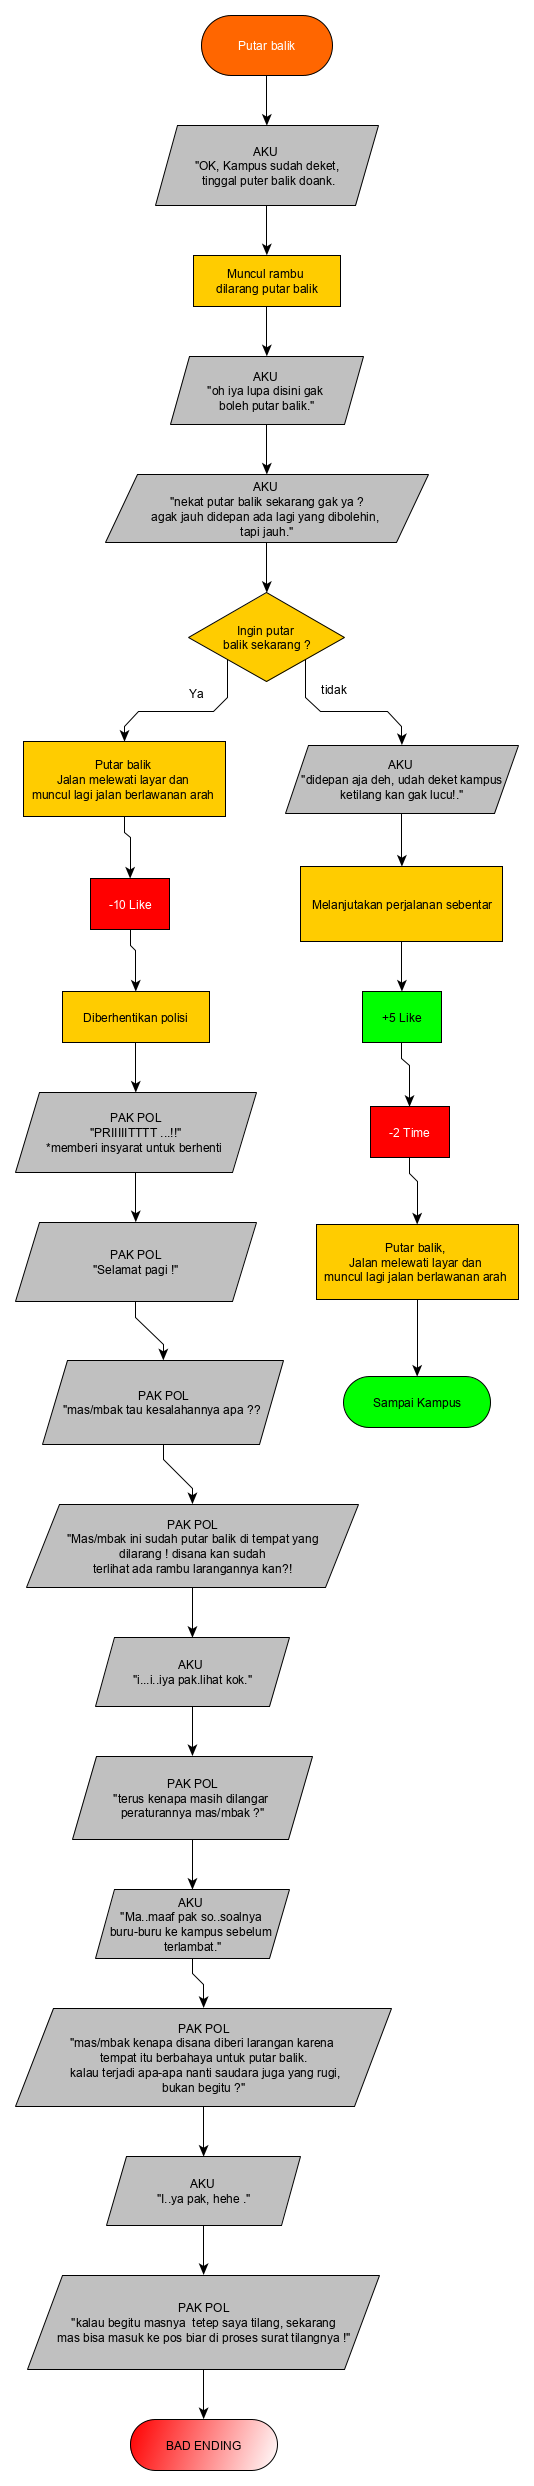 Putar balik
AKU
"OK, Kampus sudah deket,
tinggal puter balik doank.
Muncul rambu
dilarang putar balik
AKU
"oh iya lupa disini gak
boleh putar balik."
AKU
"nekat putar balik sekarang gak ya ?
agak jauh didepan ada lagi yang dibolehin,
tapi jauh."
Ingin putar
balik sekarang ?
Ya
Putar balik
Jalan melewati layar dan
muncul lagi jalan berlawanan arah
-10 Like
Diberhentikan polisi
PAK POL
"PRIIIIITTTT ...!!"
*memberi insyarat untuk berhenti
PAK POL
"Selamat pagi !"
PAK POL
"mas/mbak tau kesalahannya apa ??
PAK POL
"Mas/mbak ini sudah putar balik di tempat yang
dilarang ! disana kan sudah
terlihat ada rambu larangannya kan?!
AKU
"i...i..iya pak.lihat kok."
PAK POL
"terus kenapa masih dilangar
peraturannya mas/mbak ?"
AKU
"Ma..maaf pak so..soalnya
buru-buru ke kampus sebelum
terlambat."
PAK POL
"mas/mbak kenapa disana diberi larangan karena
tempat itu berbahaya untuk putar balik.
kalau terjadi apa-apa nanti saudara juga yang rugi,
bukan begitu ?"
AKU
"I..ya pak, hehe ."
PAK POL
"kalau begitu masnya  tetep saya tilang, sekarang
mas bisa masuk ke pos biar di proses surat tilangnya !"
BAD ENDING
tidak
AKU
"didepan aja deh, udah deket kampus
ketilang kan gak lucu!."
Melanjutakan perjalanan sebentar
+5 Like
-2 Time
Putar balik,
Jalan melewati layar dan
muncul lagi jalan berlawanan arah
Sampai Kampus